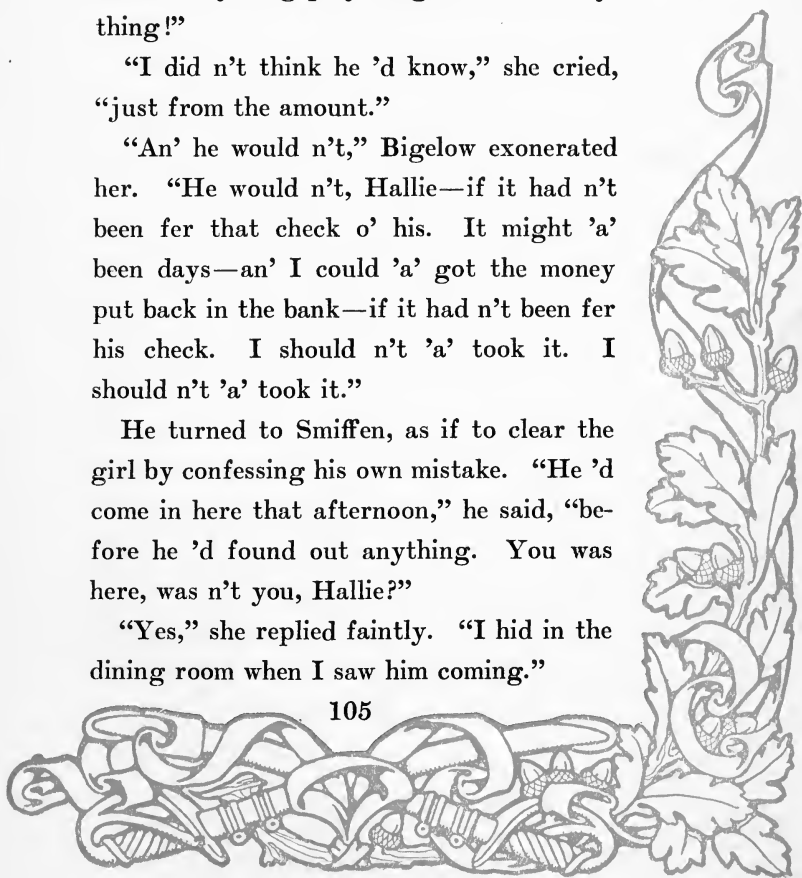 thing!”
“I did n’t think he ’d know,” she cried,
“just from the amount.”
“An’ he would n’t,” Bigelow exonerated
her. “He would n’t, Hallie—if it had n’t
been fer that check o’ his. It might ’a’
been days—an’ I could ’a’ got the money
put back in the bank—if it had n’t been fer
his check. I should n’t ’a’ took it. I
should n’t ’a’ took it.”
He turned to Smiffen, as if to clear the
girl by confessing his own mistake. “He ’d
come in here that afternoon,” he said, “be-
fore he ’d found out anything. You was
here, was n’t you, Hallie?”
“Yes,” she replied faintly. “I hid in the
dining room when I saw him coming.”
105